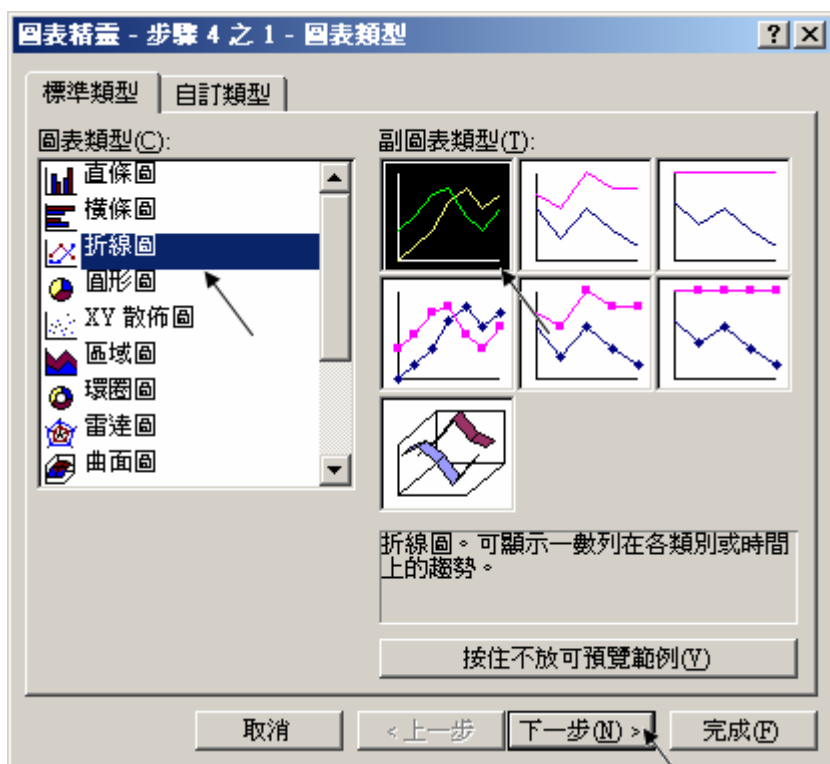 圖表精靈 - 步驟 4 之 1 - 圖表類型
標準類型
自訂類型
圖表類型(C):
直條圖
橫條圖
折線圖
圓形圖
XY 散佈圖
區域圖
環圈圖
雷達圖
曲面圖
副圖表類型(T):
折線圖。可顯示一數列在各類別或時間
上的趨勢。
按住不放可預覽範例(V)
取消
<上一步
下一步(N) >
完成(F)